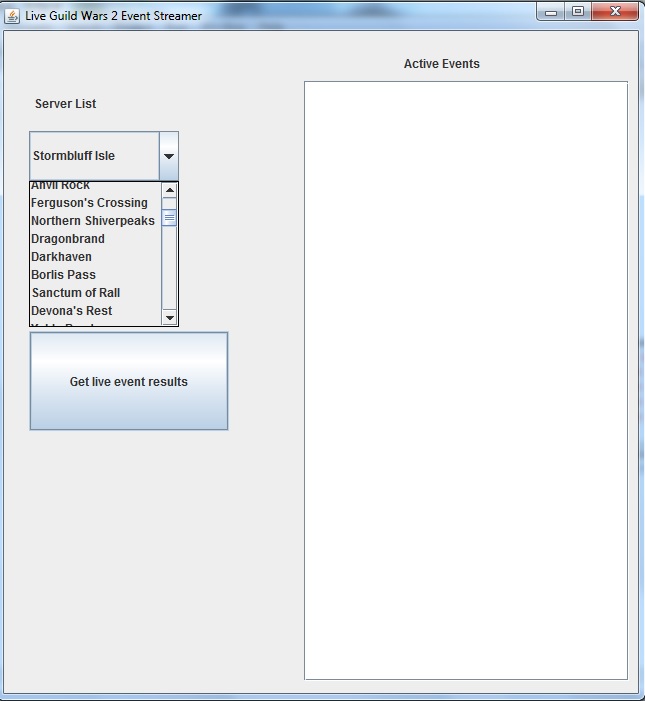 Live Guild Wars 2 Event Streamer
Active Events
Server List
Stormbluff Isle
Anvil Rock
Ferguson's Crossing
Northern Shiverpeaks
Dragonbrand
Darkhaven
Borlis Pass
Sanctum of Rall
Devona's Rest
Get live event results